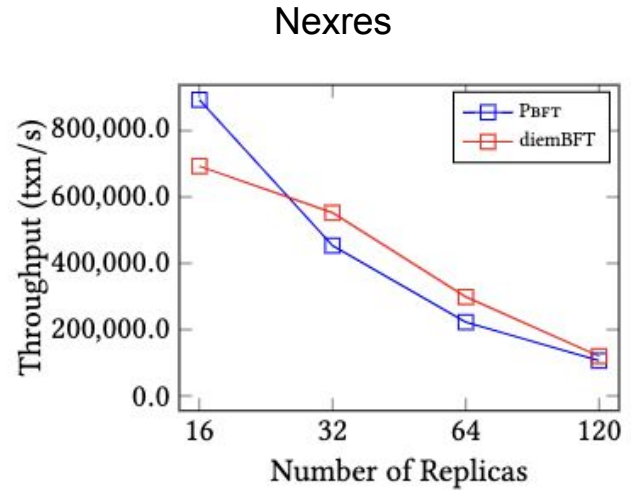 Nexres
PBFT
diemBFT
Throughput (txn/s)
800,000.0
600,000.0
400,000.0
200,000.0
0.0
16 32 64 120
Number of Replicas